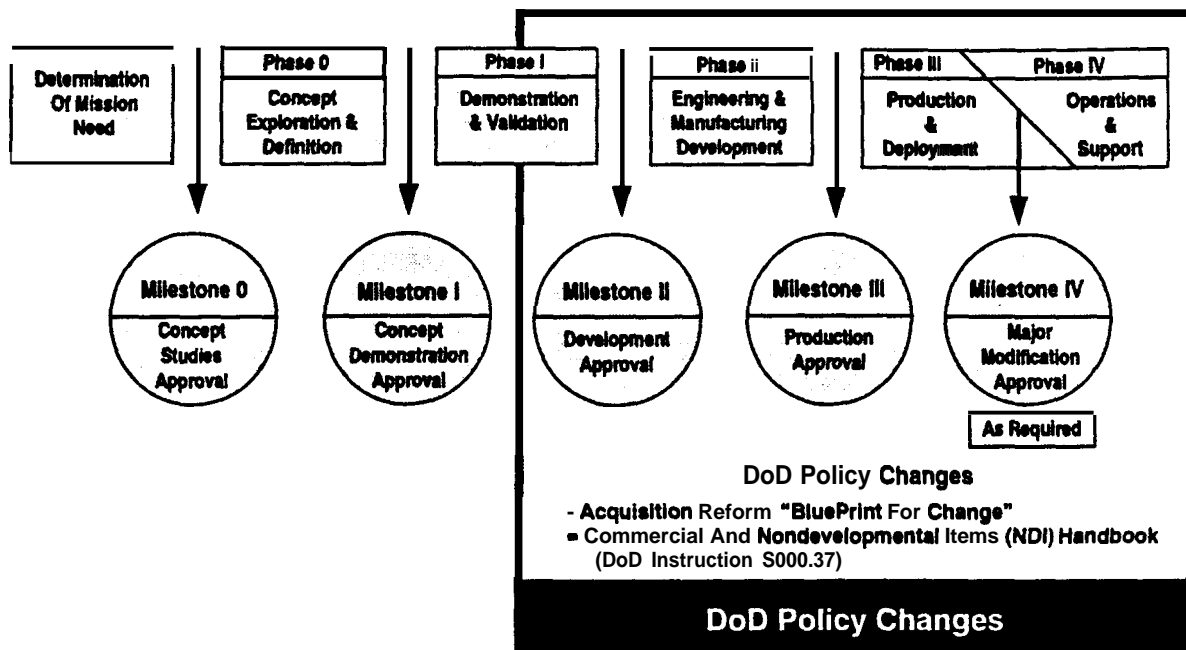 Determination
Of Mission
Need
Phase 0
Concept
Exploration &
Definition
Phase I
Demonstration
& Validation
Phase ii
Engineering &
Manufacturing
Development
Phase III
Production
&
Deployment
Phase IV
Operations
&
Support
Milestone 0
Concept
Studies
Approval
Milestone I
Concept
Demonstration
Approval
Milestone II
Development
Approval
Milestone III
Production
Approval
Milestone IV
Major
Modification
Approval
As Required
DoD Policy Changes
- Acquisition Reform "BluePrint For Change"
- Commercial And Nondevelopmental Items (NDI) Handbook
(DoD Instruction S000.37)
DoD Policy Changes